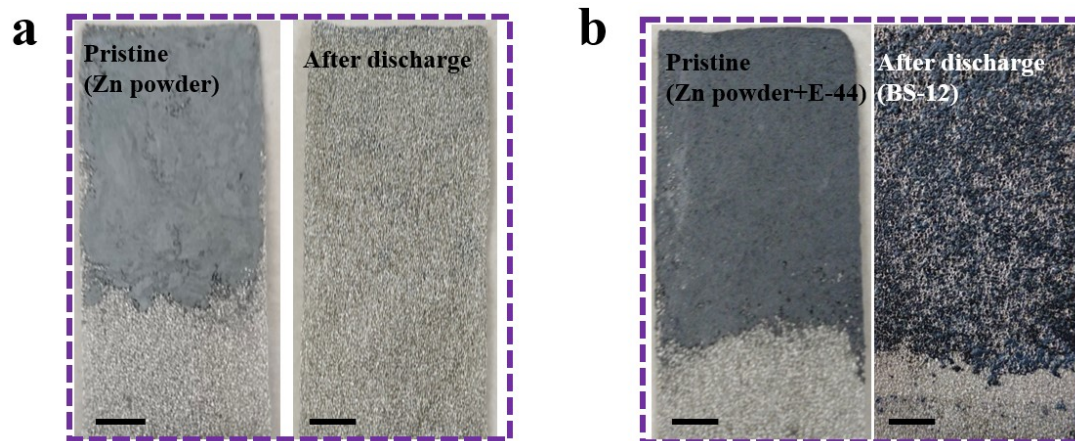 a
Pristine
(Zn powder)
After discharge
b
Pristine
(Zn powder+E-44)
After discharge
(BS-12)